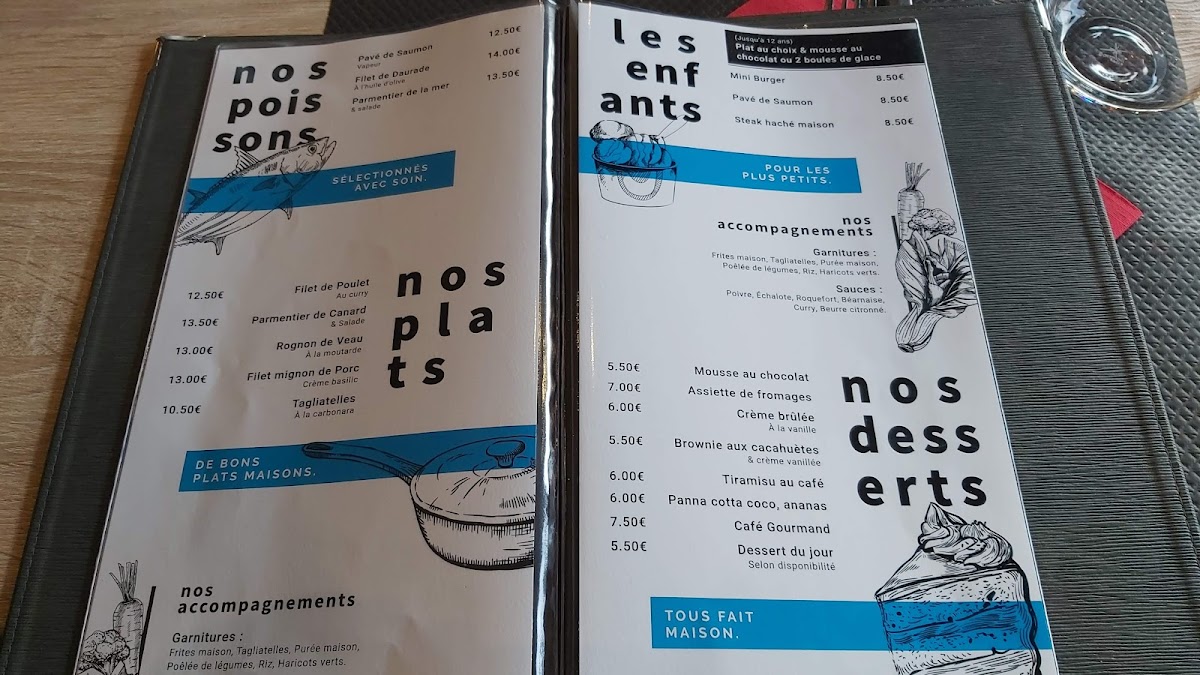 nos
pois
sons
Pavé de Saumon 12.50€
Vapeur
Filet de Daurade 14.00€
À l'huile d'olive
Parmentier de la mer 13.50€
& salade
SÉLECTIONNÉS
AVEC SOIN.
nos
pla
ts
12.50€ Filet de Poulet
Au curry
13.50€ Parmentier de Canard
& Salade
13.00€ Rognon de Veau
À la moutarde
13.00€ Filet mignon de Porc
Crème basilic
10.50€ Tagliatelles
À la carbonara
DE BONS
PLATS MAISONS.
nos
accompagnements
Garnitures :
Frites maison, Tagliatelles, Purée maison,
Poêlée de légumes, Riz, Haricots verts.
les
enf
ants
(Jusqu'à 12 ans)
Plat au choix & mousse au
chocolat ou 2 boules de glace
Mini Burger 8.50€
Pavé de Saumon 8.50€
Steak haché maison 8.50€
POUR LES
PLUS PETITS.
nos
accompagnements
Garnitures :
Frites maison, Tagliatelles, Purée maison,
Poêlée de légumes, Riz, Haricots verts.
Sauces :
Poivre, Échalote, Roquefort, Béarnaise,
Curry, Beurre citronné.
nos
dess
erts
5.50€ Mousse au chocolat
7.00€ Assiette de fromages
6.00€ Crème brûlée
À la vanille
5.50€ Brownie aux cacahuètes
& crème vanillée
6.00€ Tiramisu au café
6.00€ Panna cotta coco, ananas
7.50€ Café Gourmand
5.50€ Dessert du jour
Selon disponibilité
TOUS FAIT
MAISON.